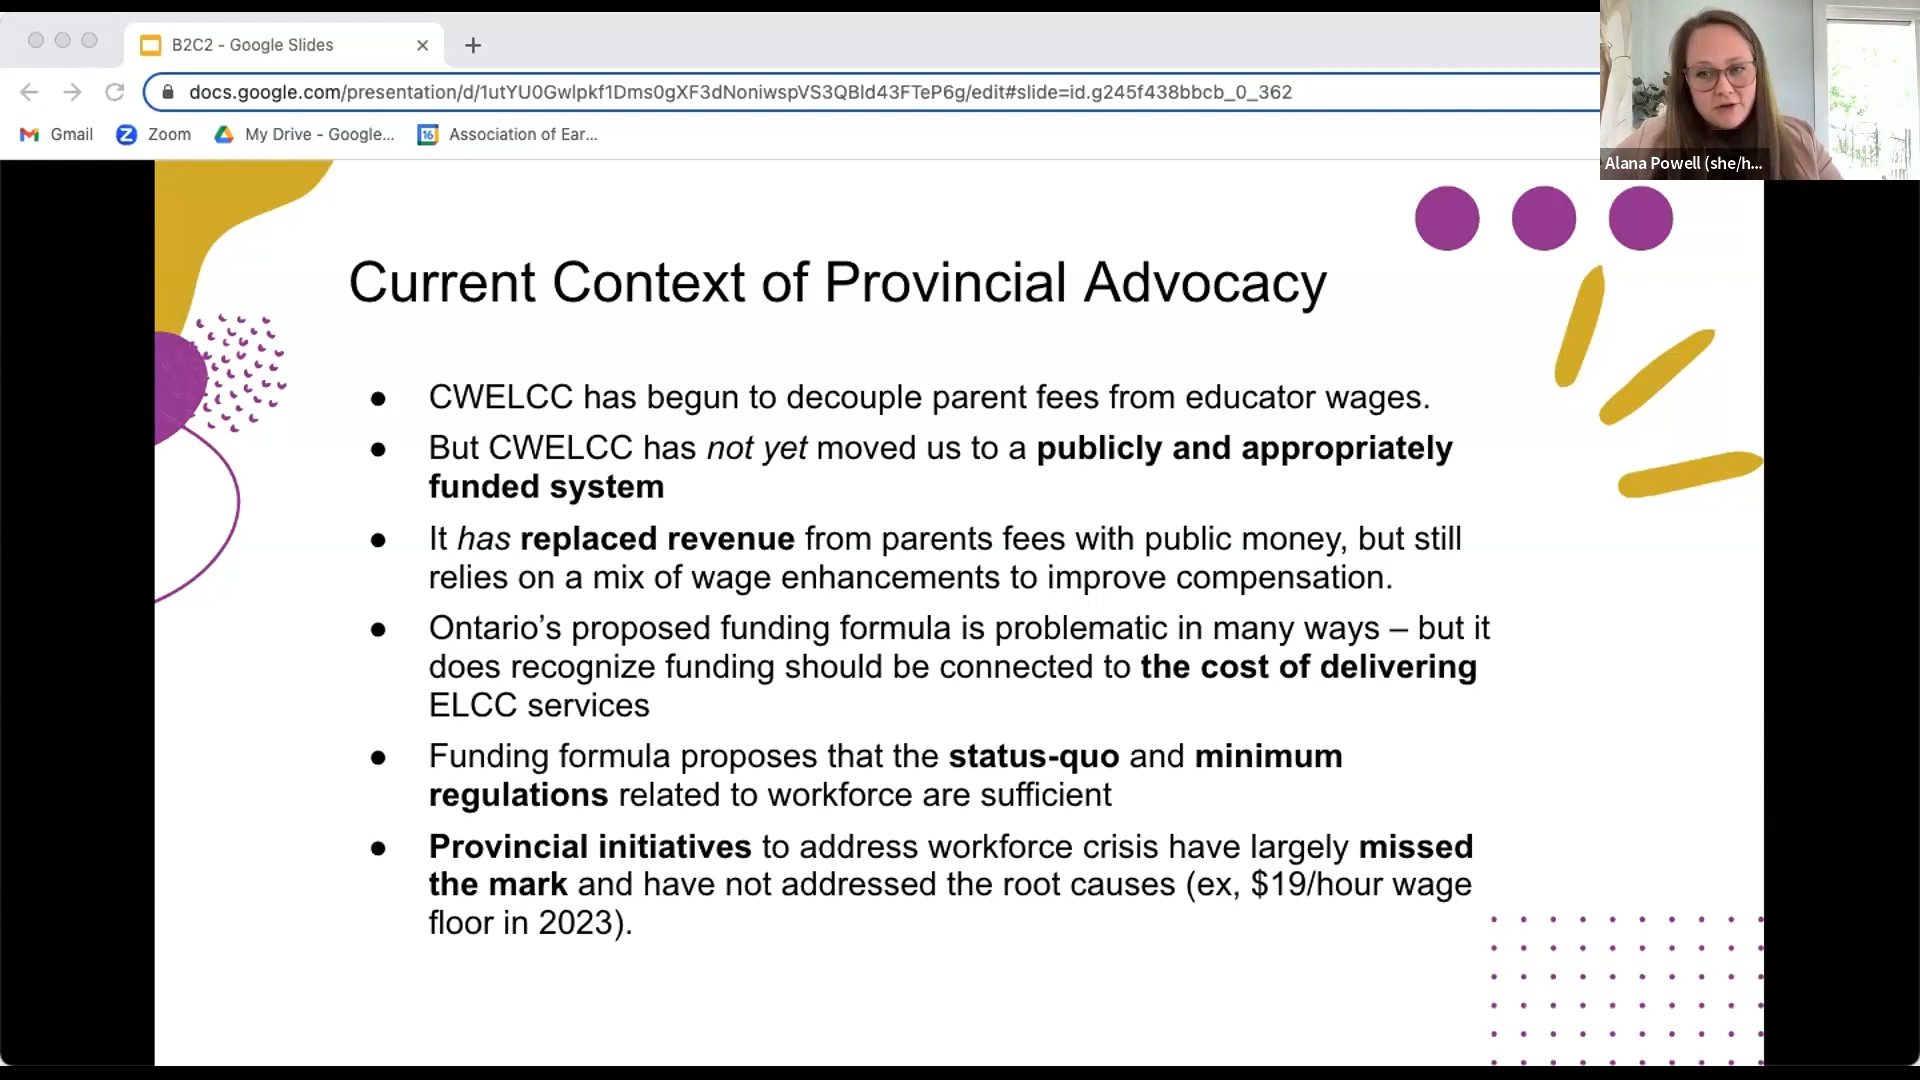 B2C2 - Google Slides
docs.google.com/presentation/d/1utYU0Gwlpkf1Dms0gXF3dNoniwspVS3QBld43FTeP6g/edit#slide=id.g245f438bbcb_0_362
Gmail
Zoom
My Drive - Google...
16
Association of Ear...
Alana Powell (she/h...
Current Context of Provincial Advocacy
● CWELCC has begun to decouple parent fees from educator wages.
● But CWELCC has not yet moved us to a publicly and appropriately
funded system
● It has replaced revenue from parents fees with public money, but still
relies on a mix of wage enhancements to improve compensation.
● Ontario’s proposed funding formula is problematic in many ways – but it
does recognize funding should be connected to the cost of delivering
ELCC services
● Funding formula proposes that the status-quo and minimum
regulations related to workforce are sufficient
● Provincial initiatives to address workforce crisis have largely missed
the mark and have not addressed the root causes (ex, $19/hour wage
floor in 2023).